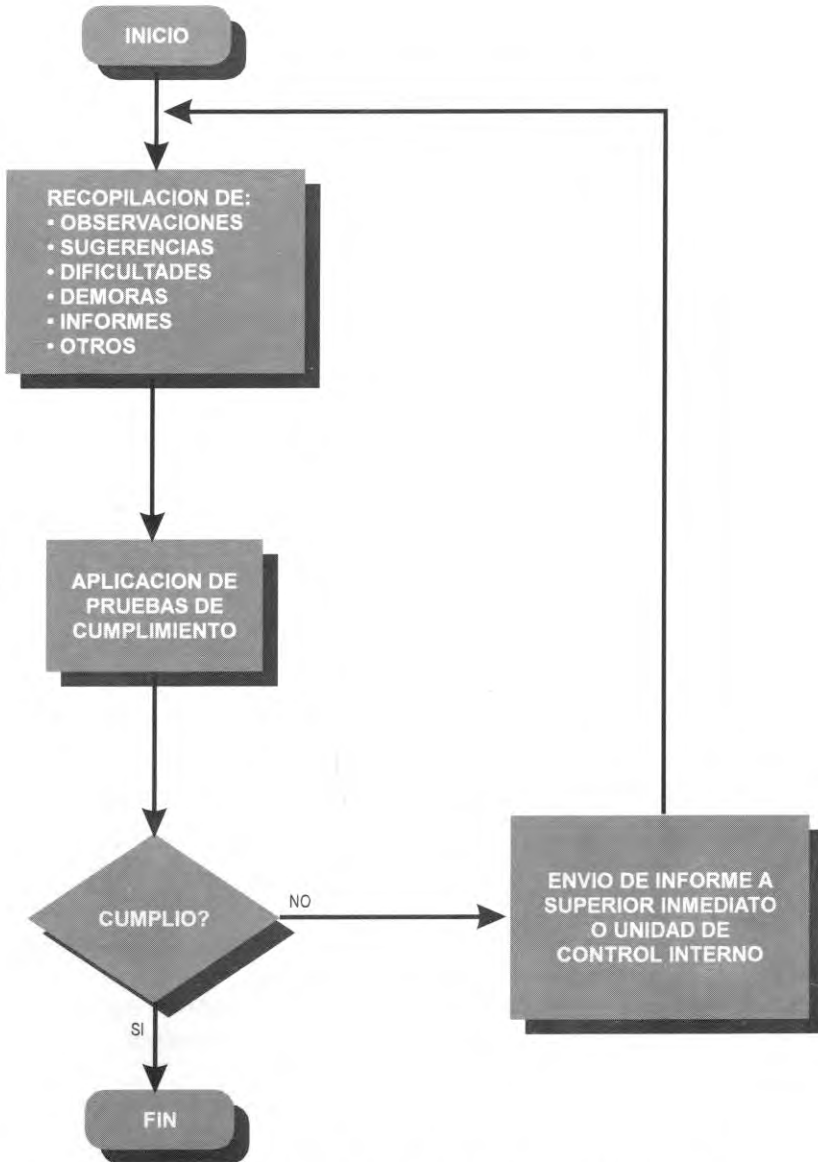 INICIO
RECOPILACION DE:
• OBSERVACIONES
• SUGERENCIAS
• DIFICULTADES
• DEMORAS
• INFORMES
• OTROS
APLICACION DE
PRUEBAS DE
CUMPLIMIENTO
CUMPLIO?
NO
ENVIO DE INFORME A
SUPERIOR INMEDIATO
O UNIDAD DE
CONTROL INTERNO
SI
FIN